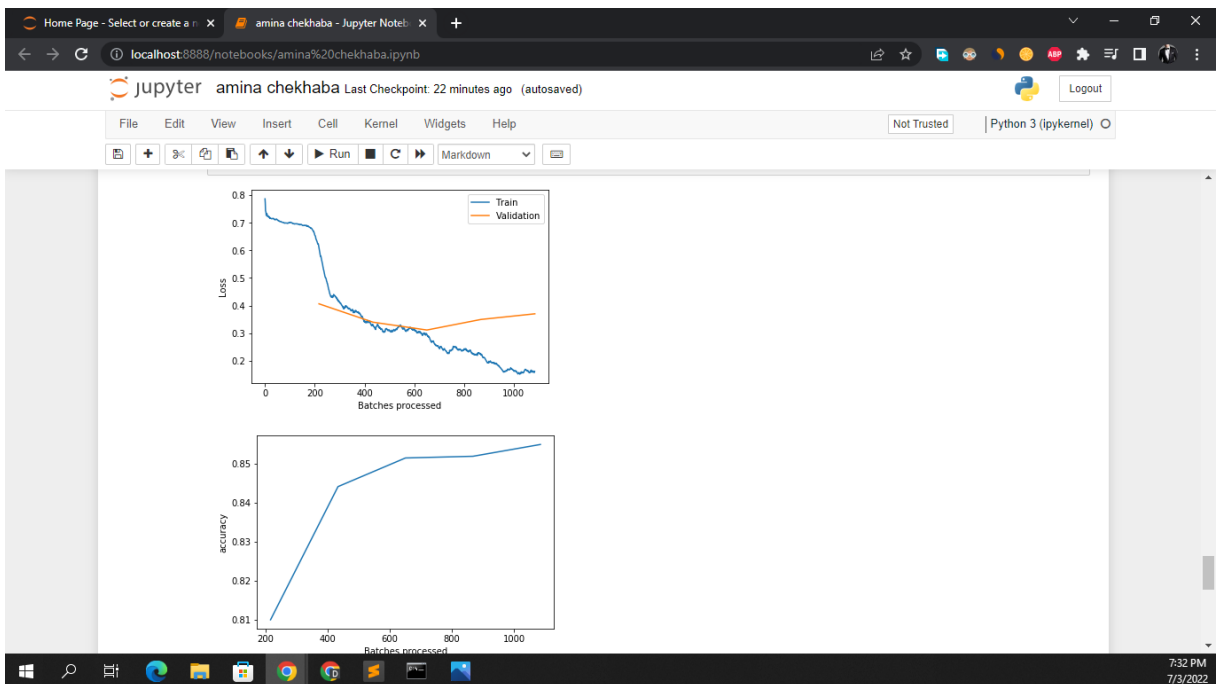 Home Page - Select or create a n
amina chekhaba - Jupyter Noteb
localhost:8888/notebooks/amina%20chekhaba.ipynb
ABP
jupyter amina chekhaba Last Checkpoint: 22 minutes ago (autosaved)
Logout
File Edit View Insert Cell Kernel Widgets Help
Not Trusted
Python 3 (ipykernel)
Run
Markdown
Train
Validation
0.8
0.7
0.6
0.5
0.4
0.3
0.2
Loss
0 200 400 600 800 1000
Batches processed
0.85
0.84
0.83
0.82
0.81
accuracy
200 400 600 800 1000
Batches processed
7:32 PM
7/3/2022